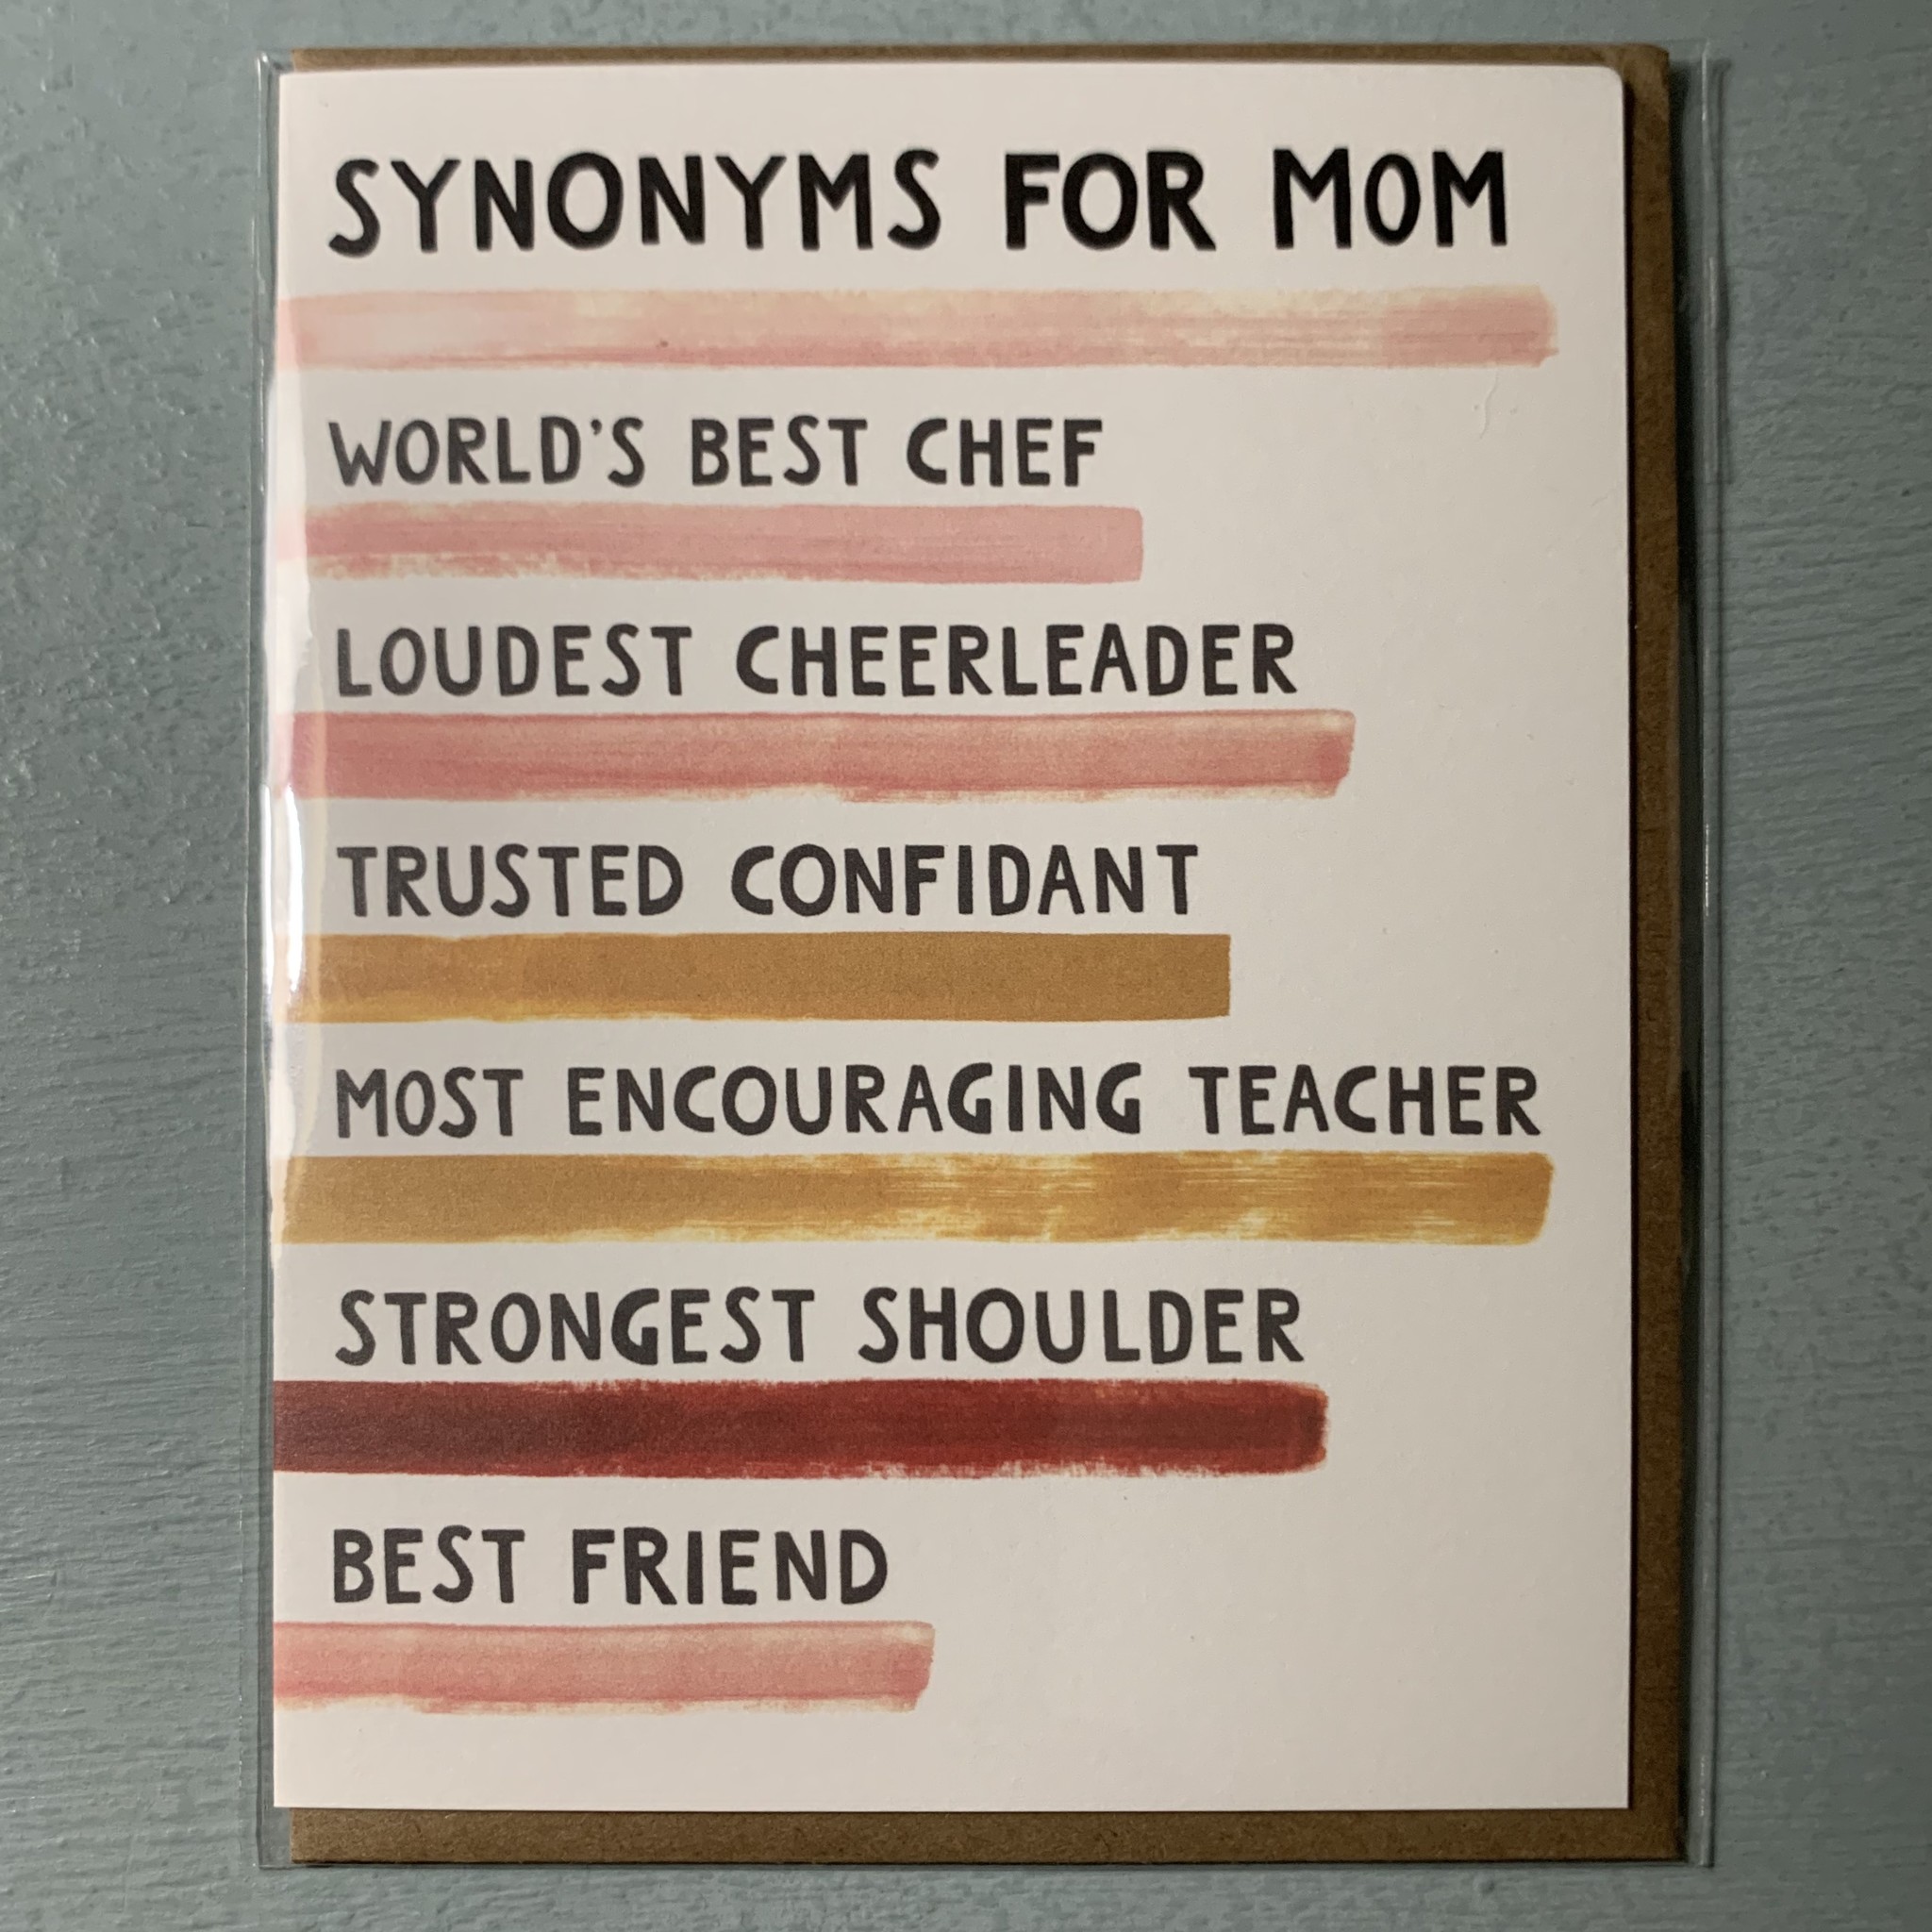 SYNONYMS FOR MOM
WORLD'S BEST CHEF
LOUDEST CHEERLEADER
TRUSTED CONFIDANT
MOST ENCOURAGING TEACHER
STRONGEST SHOULDER
BEST FRIEND